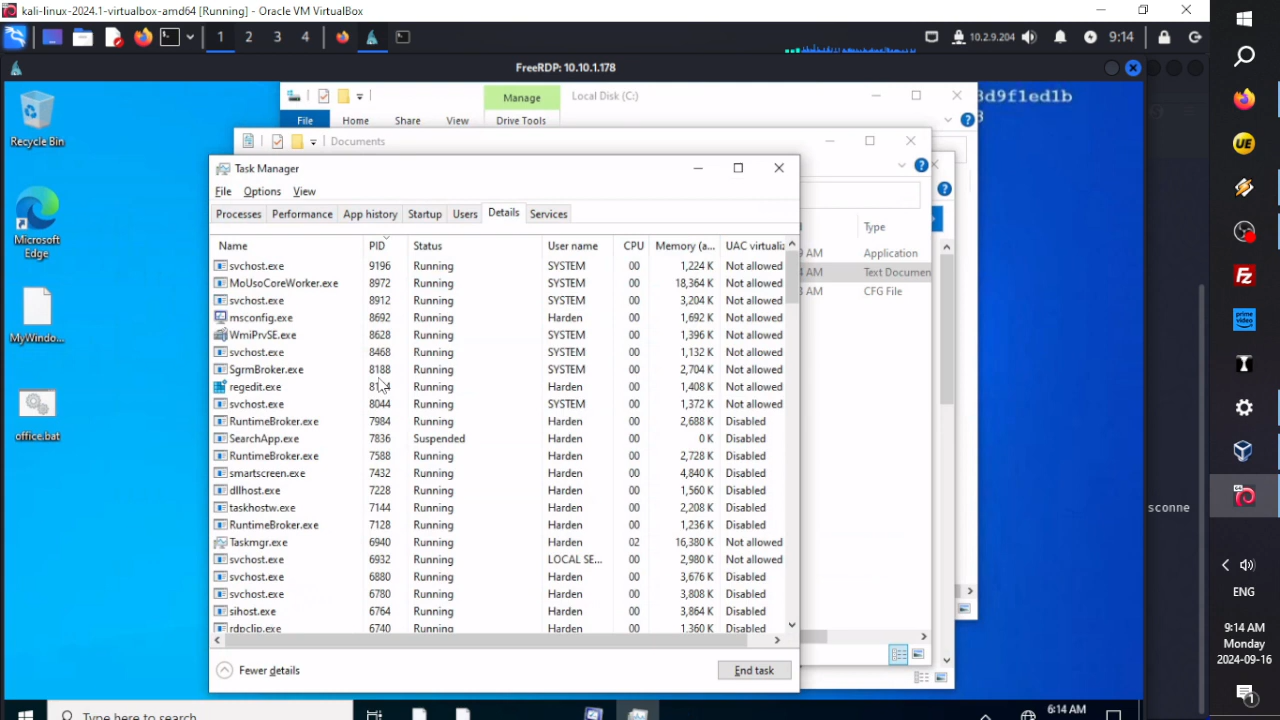 kali-linux-2024.1-virtualbox-amd64 [Running] - Oracle VM VirtualBox
1 2 3 4
10.2.9.204
9:14
FreeRDP: 10.10.1.178
Manage
Local Disk (C:)
3d9f1ed1b
File Home Share View Drive Tools
Recycle Bin
Documents
Task Manager
File Options View
Processes Performance App history Startup Users Details Services
Type
Name PID Status User name CPU Memory (a... UAC virtualiz
svchost.exe 9196 Running SYSTEM 00 1,224 K Not allowed
9 AM Application
Microsoft Edge
MoUsoCoreWorker.exe 8972 Running SYSTEM 00 18,364 K Not allowed
4 AM Text Documen
svchost.exe 8912 Running SYSTEM 00 3,204 K Not allowed
3 AM CFG File
msconfig.exe 8692 Running SYSTEM 00 1,692 K Not allowed
WmiPrvSE.exe 8628 Running SYSTEM 00 1,396 K Not allowed
MyWindo...
svchost.exe 8468 Running SYSTEM 00 1,132 K Not allowed
SgrmBroker.exe 8188 Running SYSTEM 00 2,704 K Not allowed
regedit.exe Running Harden 00 1,408 K Not allowed
svchost.exe 8044 Running SYSTEM 00 1,372 K Not allowed
RuntimeBroker.exe 7984 Running Harden 00 2,688 K Disabled
office.bat
SearchApp.exe 7836 Suspended Harden 00 0 K Disabled
RuntimeBroker.exe 7588 Running Harden 00 2,728 K Disabled
smartscreen.exe 7432 Running Harden 00 4,840 K Disabled
dllhost.exe 7228 Running Harden 00 1,560 K Disabled
taskhostw.exe 7144 Running Harden 00 2,208 K Disabled
sconne
RuntimeBroker.exe 7128 Running Harden 00 1,236 K Disabled
Taskmgr.exe 6940 Running Harden 02 16,380 K Not allowed
svchost.exe 6932 Running LOCAL SE... 00 2,980 K Not allowed
svchost.exe 6880 Running Harden 00 3,676 K Disabled
svchost.exe 6780 Running Harden 00 3,808 K Disabled
sihost.exe 6764 Running Harden 00 3,864 K Disabled
rdpclip.exe 6740 Running Harden 00 1,360 K Disabled
Fewer details
End task
Type here to search
6:14 AM
UE
prime video
ENG
9:14 AM
Monday
2024-09-16
1